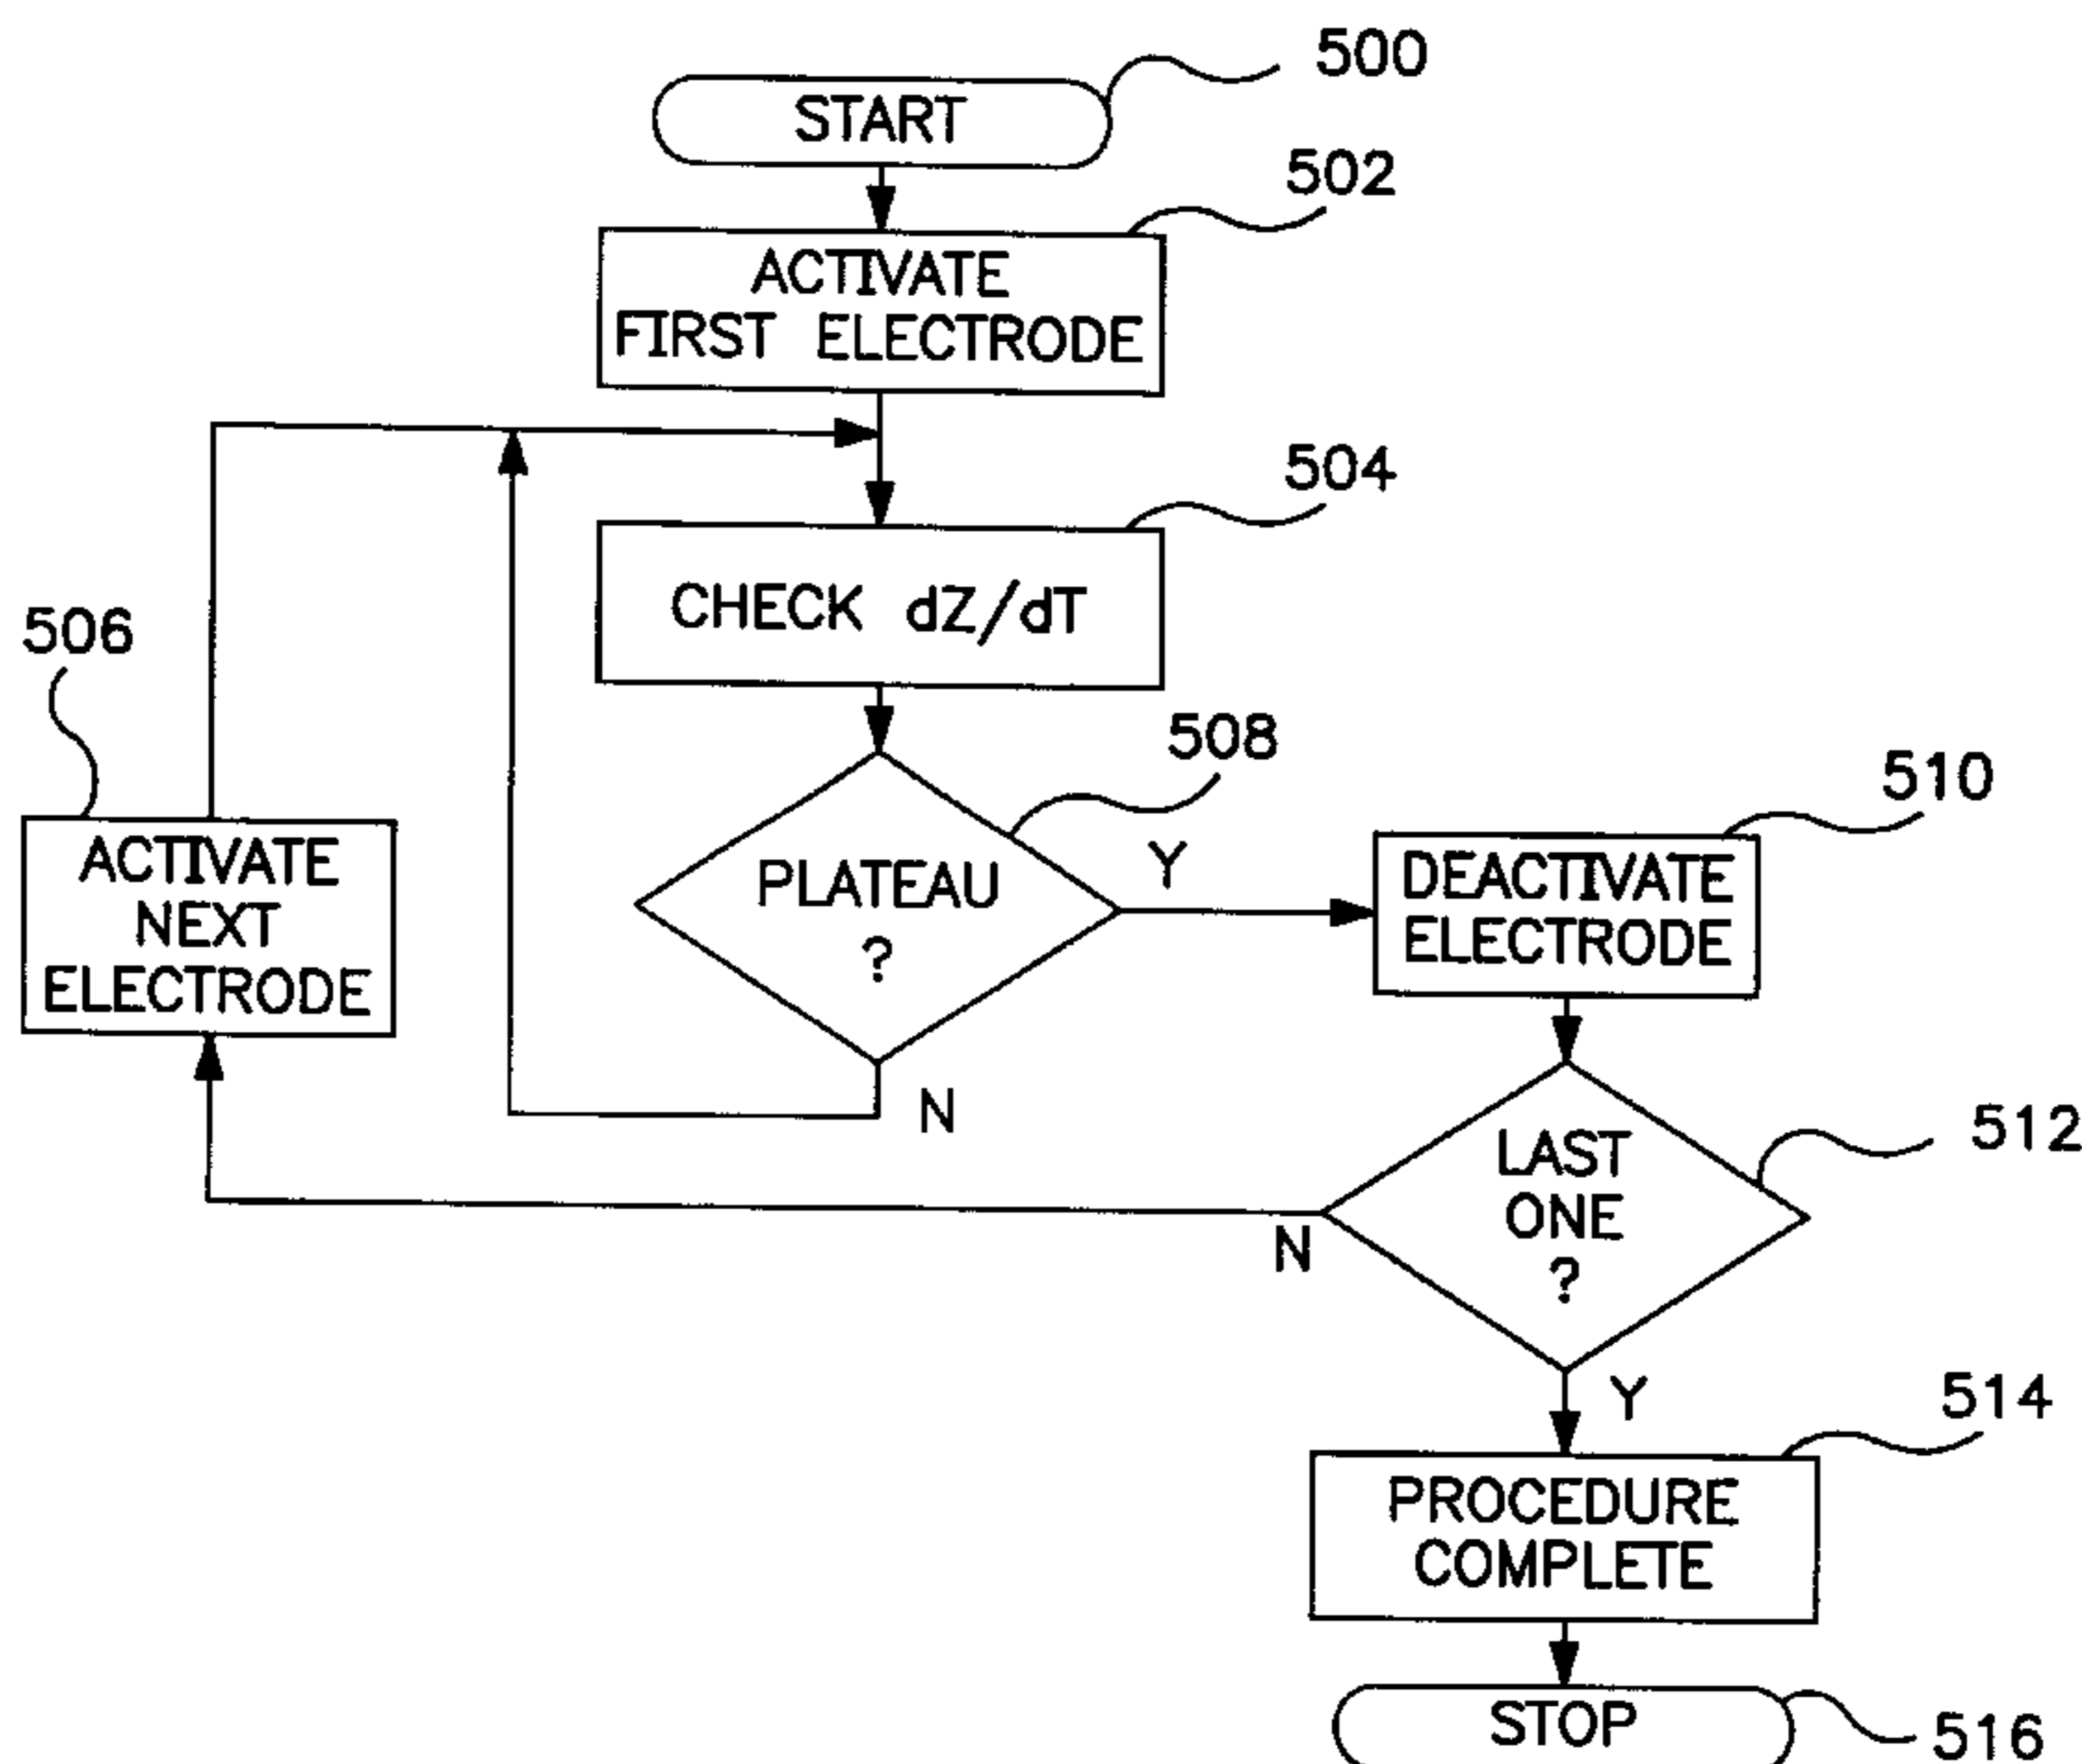 500
START
502
ACTIVATE
FIRST ELECTRODE
504
CHECK dZ/dT
506
ACTIVATE
NEXT
ELECTRODE
508
PLATEAU
?
Y
N
510
DEACTIVATE
ELECTRODE
512
LAST
ONE
?
N
Y
514
PROCEDURE
COMPLETE
STOP
516